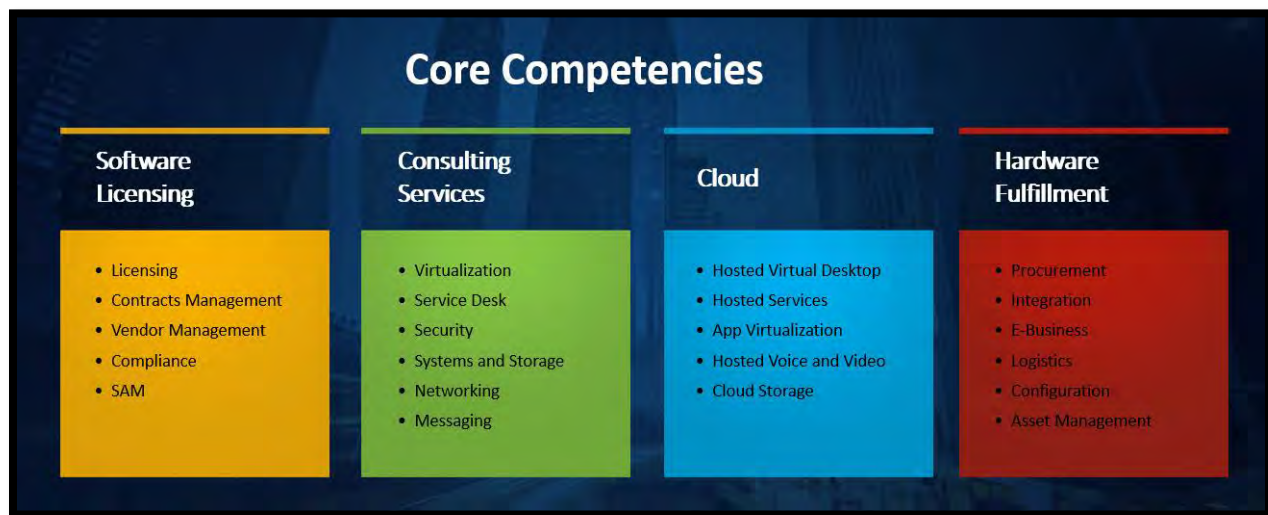 Core Competencies
Software
Licensing
• Licensing
• Contracts Management
• Vendor Management
• Compliance
• SAM
Consulting
Services
• Virtualization
• Service Desk
• Security
• Systems and Storage
• Networking
• Messaging
Cloud
• Hosted Virtual Desktop
• Hosted Services
• App Virtualization
• Hosted Voice and Video
• Cloud Storage
Hardware
Fulfillment
• Procurement
• Integration
• E-Business
• Logistics
• Configuration
• Asset Management